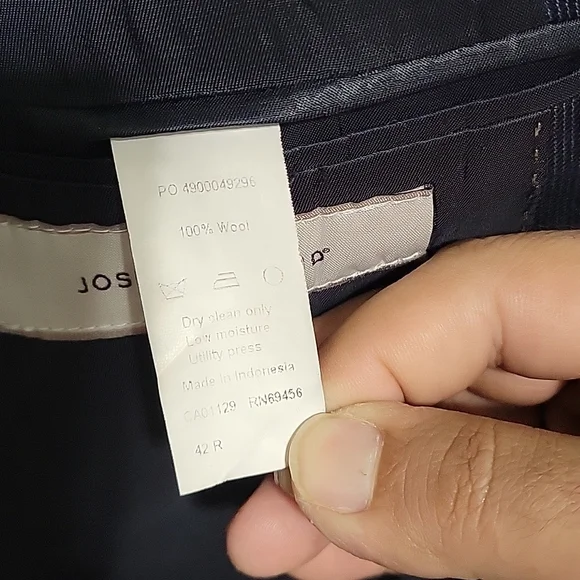 PO 4900049296
100% Wool
JOS D®
Dry clean only
Low moisture
Utility press
Made in Indonesia
CA01129 RN69456
42 R